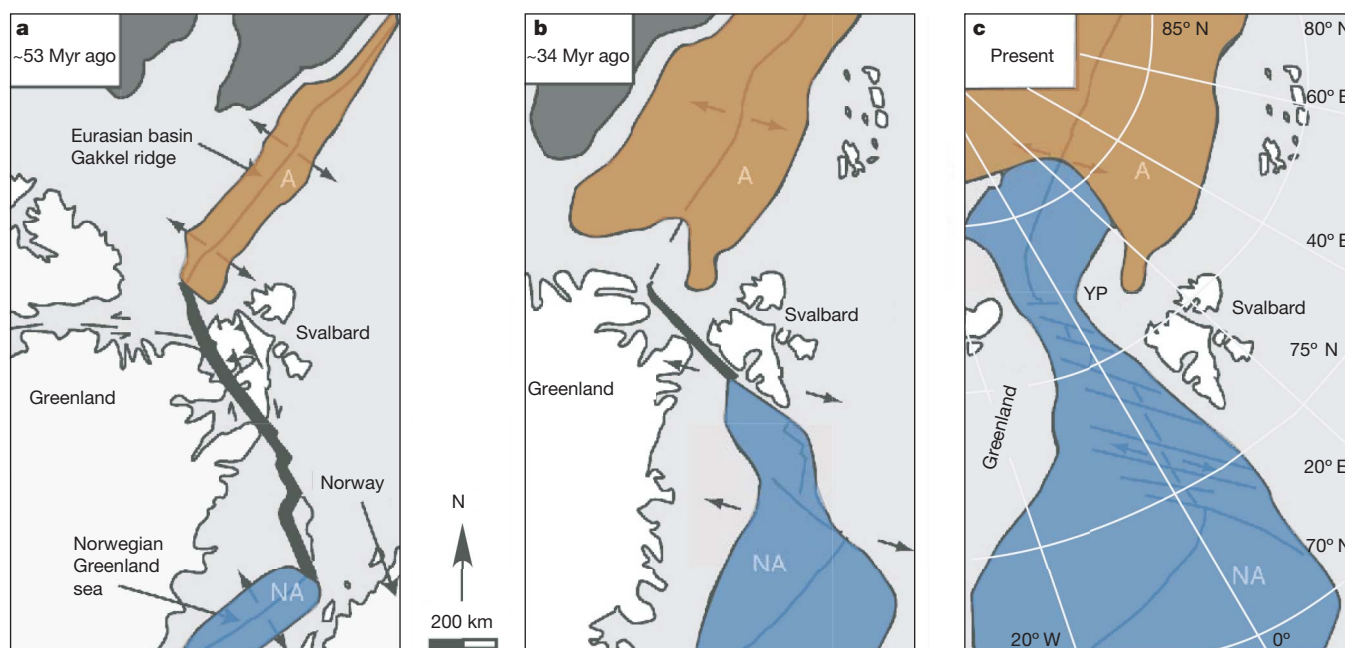 a
~53 Myr ago
Eurasian basin
Gakkel ridge
A
Svalbard
Greenland
Norway
Norwegian
Greenland
sea
NA
N
200 km
b
~34 Myr ago
A
Svalbard
Greenland
NA
c
Present
85° N
80° N
60° E
A
40° E
YP
Svalbard
75° N
Greenland
20° E
70° N
NA
20° W
0°